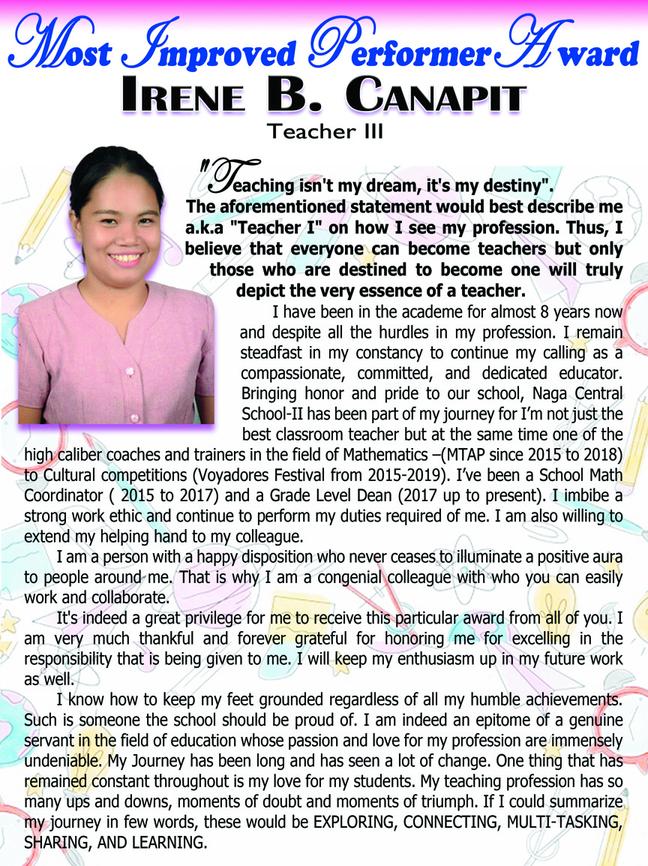 Most Improved Performer Award
IRENE B. CANAPIT
Teacher III
"Teaching isn't my dream, it's my destiny".
The aforementioned statement would best describe me
a.k.a "Teacher I" on how I see my profession. Thus, I
believe that everyone can become teachers but only
those who are destined to become one will truly
depict the very essence of a teacher.
I have been in the academe for almost 8 years now
and despite all the hurdles in my profession. I remain
steadfast in my constancy to continue my calling as a
compassionate, committed, and dedicated educator.
Bringing honor and pride to our school, Naga Central
School-II has been part of my journey for I'm not just the
best classroom teacher but at the same time one of the
high caliber coaches and trainers in the field of Mathematics –(MTAP since 2015 to 2018)
to Cultural competitions (Voyadores Festival from 2015-2019). I've been a School Math
Coordinator ( 2015 to 2017) and a Grade Level Dean (2017 up to present). I imbibe a
strong work ethic and continue to perform my duties required of me. I am also willing to
extend my helping hand to my colleague.
I am a person with a happy disposition who never ceases to illuminate a positive aura
to people around me. That is why I am a congenial colleague with who you can easily
work and collaborate.
It's indeed a great privilege for me to receive this particular award from all of you. I
am very much thankful and forever grateful for honoring me for excelling in the
responsibility that is being given to me. I will keep my enthusiasm up in my future work
as well.
I know how to keep my feet grounded regardless of all my humble achievements.
Such is someone the school should be proud of. I am indeed an epitome of a genuine
servant in the field of education whose passion and love for my profession are immensely
undeniable. My Journey has been long and has seen a lot of change. One thing that has
remained constant throughout is my love for my students. My teaching profession has so
many ups and downs, moments of doubt and moments of triumph. If I could summarize
my journey in few words, these would be EXPLORING, CONNECTING, MULTI-TASKING,
SHARING, AND LEARNING.